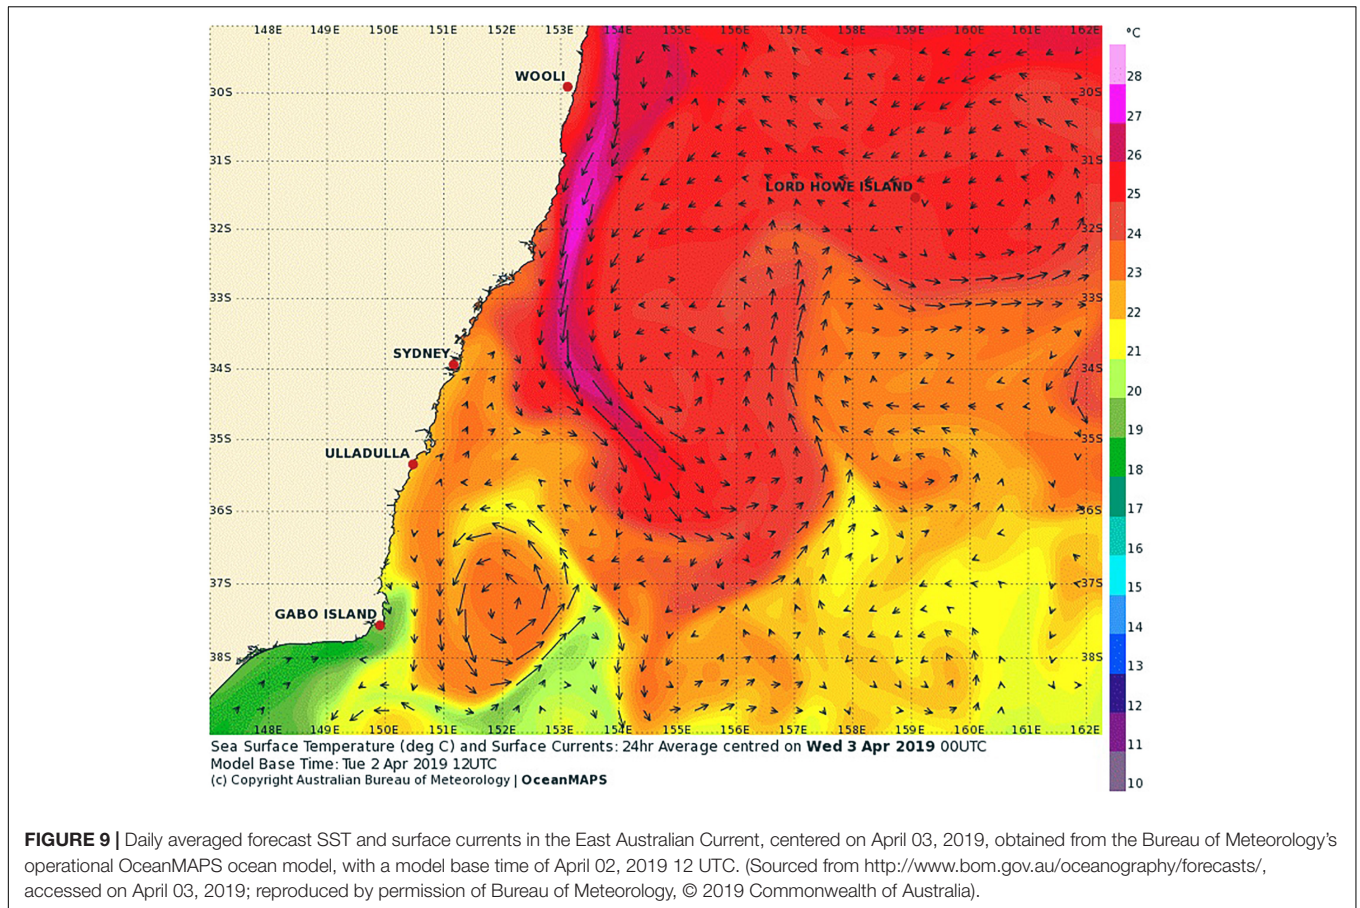 148E 149E 150E 151E 152E 153E 154E 155E 156E 157E 158E 159E 160E 161E 162E
°C
28
WOOLI
30S 30S
27
26
31S 31S
LORD HOWE ISLAND
25
32S 32S
24
23
33S 33S
22
SYDNEY
21
34S 34S
20
19
35S 35S
ULLADULLA
18
17
36S 36S
16
15
37S 37S
GABO ISLAND
14
38S 38S
13
12
148E 149E 150E 151E 152E 153E 154E 155E 156E 157E 158E 159E 160E 161E 162E
11
10
Sea Surface Temperature (deg C) and Surface Currents: 24hr Average centred on Wed 3 Apr 2019 00UTC
Model Base Time: Tue 2 Apr 2019 12UTC
(c) Copyright Australian Bureau of Meteorology | OceanMAPS
FIGURE 9 | Daily averaged forecast SST and surface currents in the East Australian Current, centered on April 03, 2019, obtained from the Bureau of Meteorology's
operational OceanMAPS ocean model, with a model base time of April 02, 2019 12 UTC. (Sourced from http://www.bom.gov.au/oceanography/forecasts/,
accessed on April 03, 2019; reproduced by permission of Bureau of Meteorology, © 2019 Commonwealth of Australia).